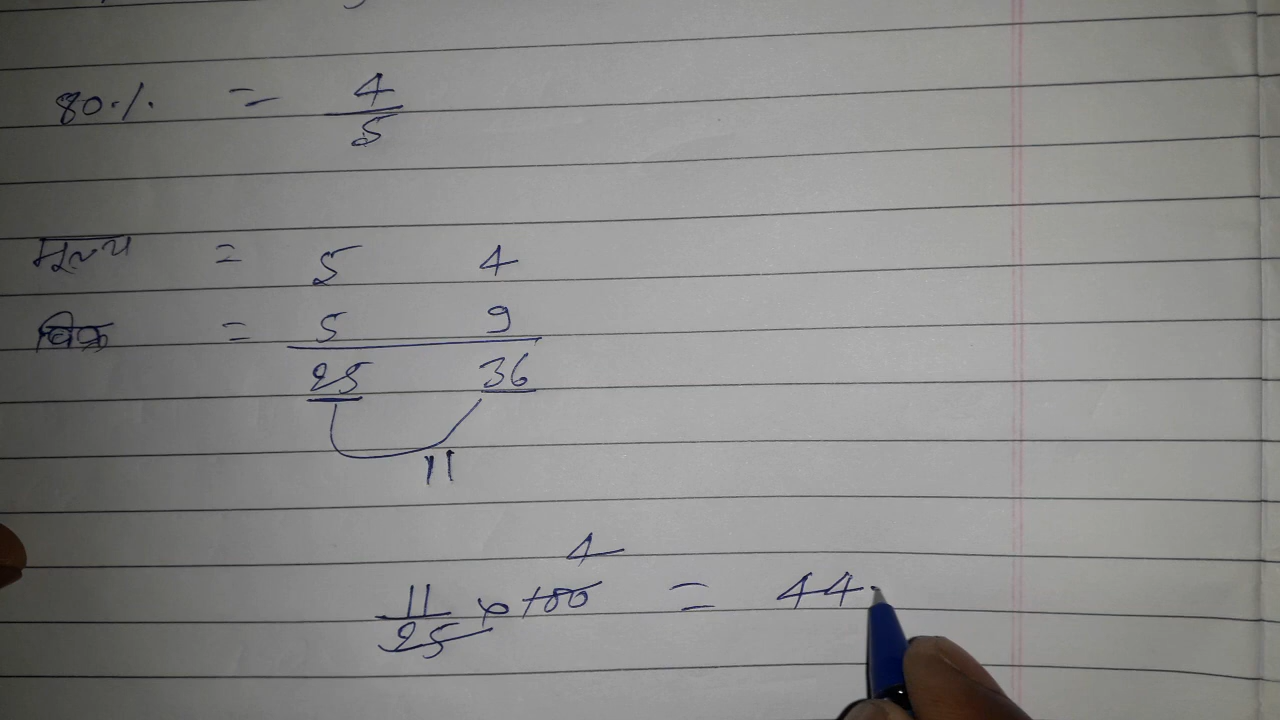 80% = 4/5
मूल्य = 5 4
बिक्र = 5 9
25 36
11
4
11/25 × 100 = 44.